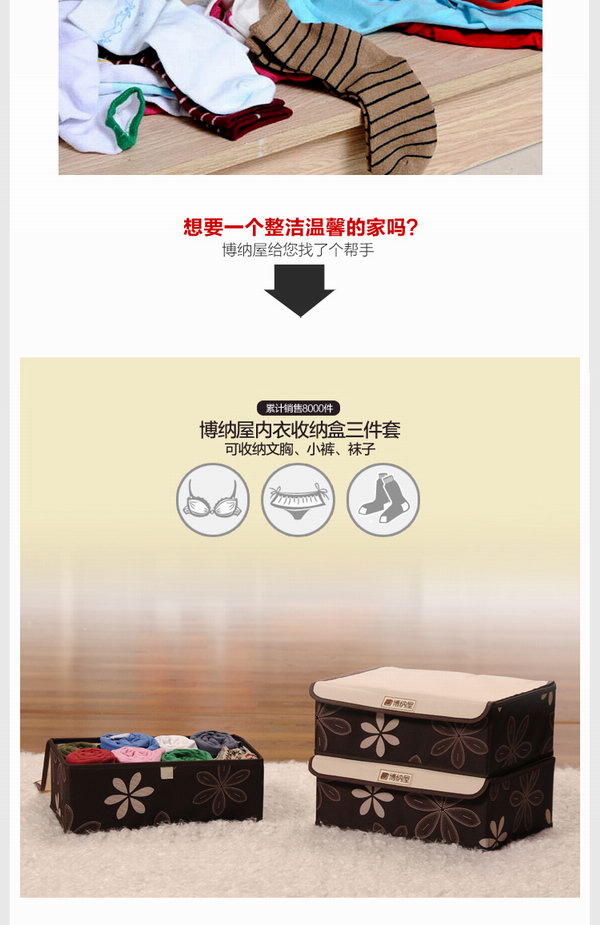 想要一个整洁温馨的家吗?
博纳屋给您找了个帮手
累计销售8000件
博纳屋内衣收纳盒三件套
可收纳文胸、小裤、袜子
博纳屋
博纳屋